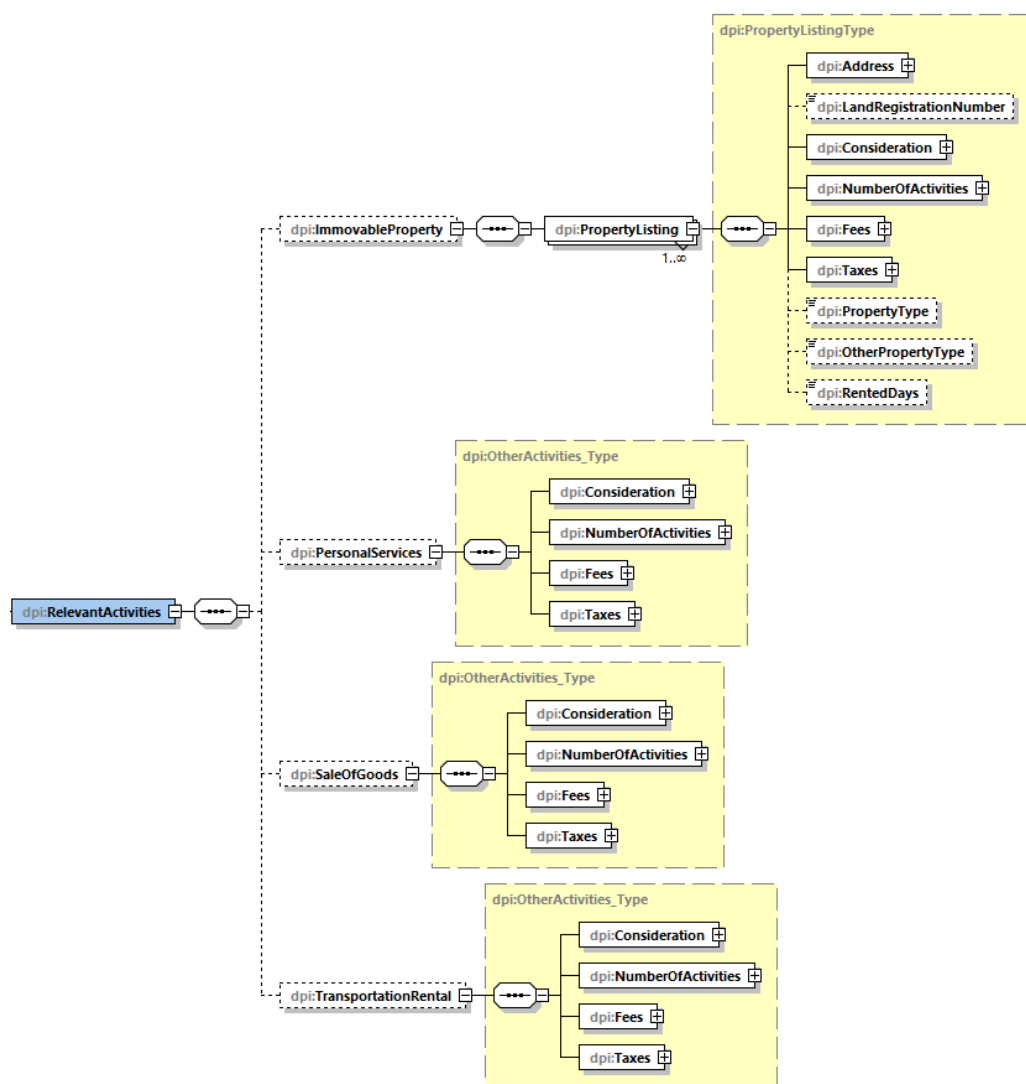 dpi:PropertyListingType
dpi:Address
dpi:LandRegistrationNumber
dpi:Consideration
dpi:NumberOfActivities
dpi:ImmovableProperty
dpi:PropertyListing
1..∞
dpi:Fees
dpi:Taxes
dpi:PropertyType
dpi:OtherPropertyType
dpi:RentedDays
dpi:OtherActivities_Type
dpi:Consideration
dpi:NumberOfActivities
dpi:PersonalServices
dpi:Fees
dpi:Taxes
dpi:RelevantActivities
dpi:OtherActivities_Type
dpi:Consideration
dpi:NumberOfActivities
dpi:SaleOfGoods
dpi:Fees
dpi:Taxes
dpi:OtherActivities_Type
dpi:Consideration
dpi:NumberOfActivities
dpi:TransportationRental
dpi:Fees
dpi:Taxes